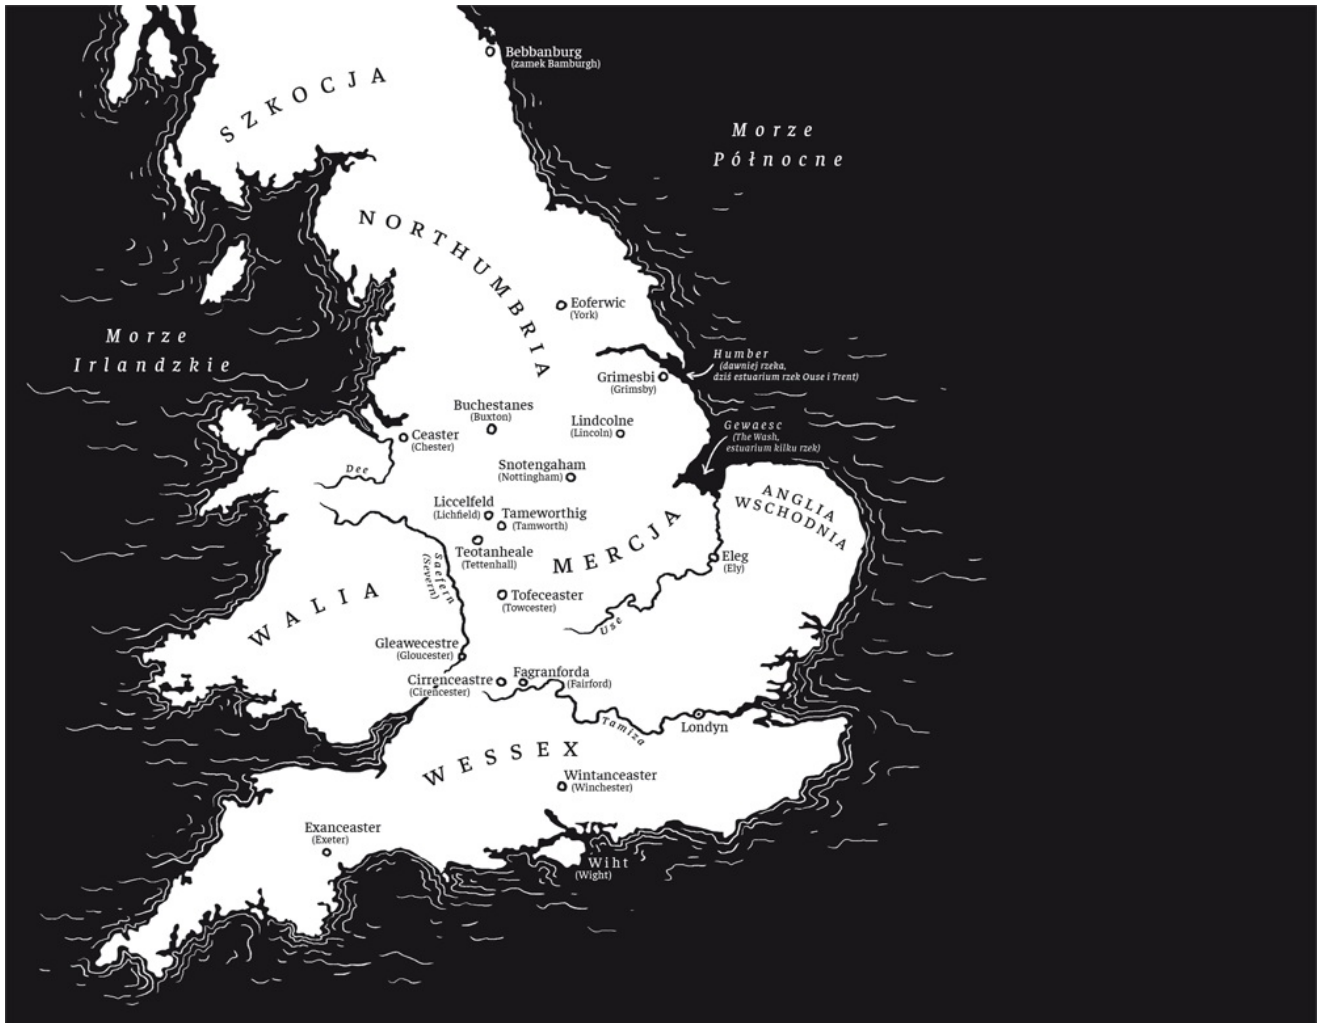 Bebbanburg
(zamek Bamburgh)
SZKOCJA
Morze
Północne
NORTHUMBRIA
Eoferwic
(York)
Morze
Irlandzkie
Humber
(dawniej rzeka,
dziś estuarium rzek Ouse i Trent)
Grimesbi
(Grimsby)
Buchestanes
(Buxton)
Lindcolne
(Lincoln)
Ceaster
(Chester)
Gewaesc
(The Wash,
estuarium kilku rzek)
Dee
Snotengaham
(Nottingham)
ANGLIA
WSCHODNIA
Liccelfeld
(Lichfield)
Tameworthig
(Tamworth)
Teotanheale
(Tettenhall)
MERCJA
Saefern
(Severn)
Eleg
(Ely)
WALIA
Tofeceaster
(Towcester)
Use
Gleawecestre
(Gloucester)
Cirrenceastre
(Cirencester)
Fagranforda
(Fairford)
Tamiza
Londyn
WESSEX
Wintanceaster
(Winchester)
Exanceaster
(Exeter)
Wiht
(Wight)